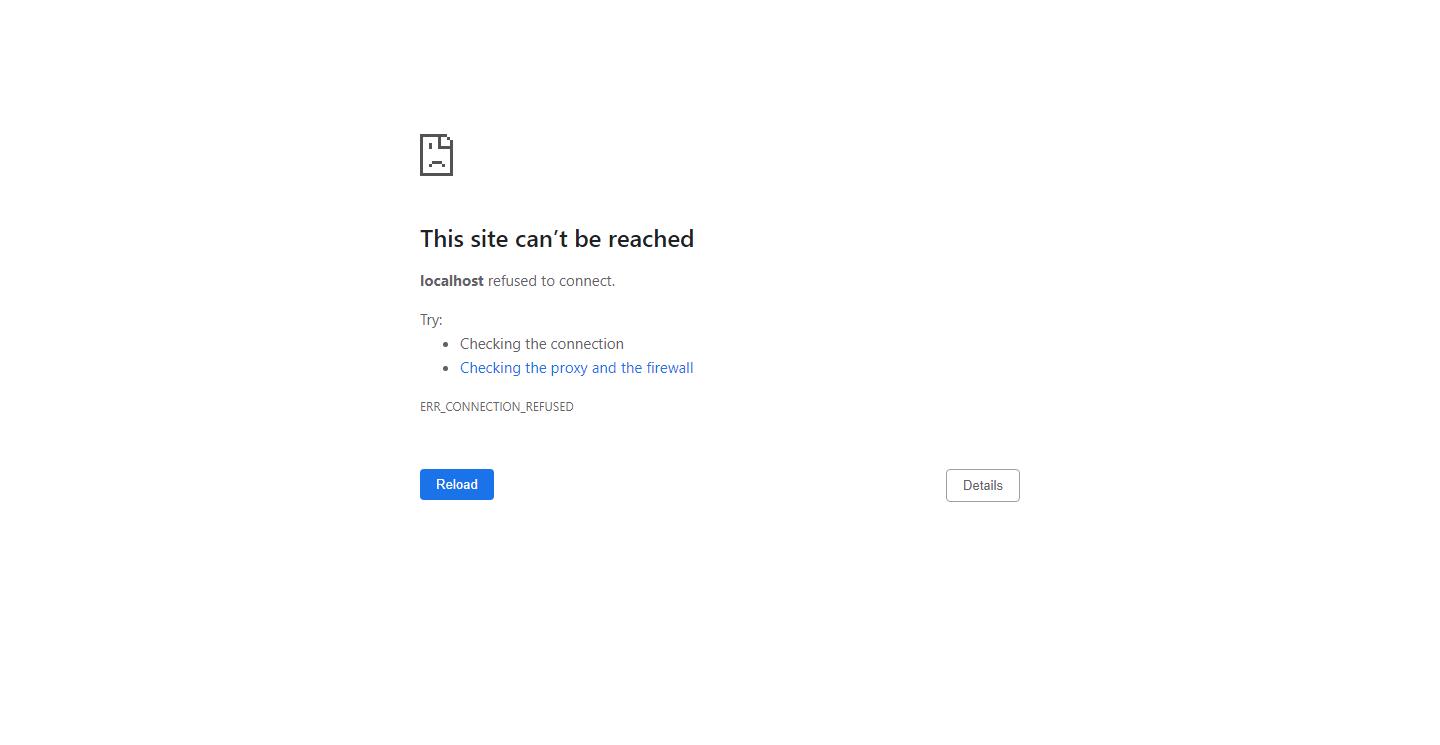 This site can’t be reached
localhost refused to connect.
Try:
Checking the connection
Checking the proxy and the firewall
ERR_CONNECTION_REFUSED
Reload
Details